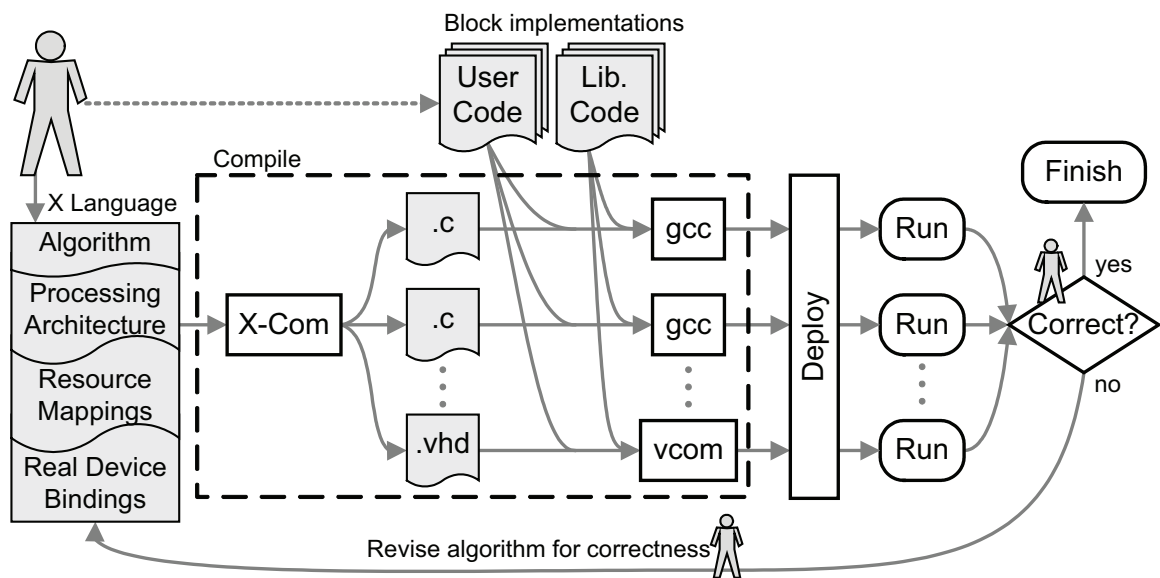 Block implementations
User
Code
Lib.
Code
Compile
X Language
Algorithm
Processing
Architecture
Resource
Mappings
Real Device
Bindings
X-Com
.c
.c
.vhd
gcc
gcc
vcom
Deploy
Run
Run
Run
Finish
yes
Correct?
no
Revise algorithm for correctness